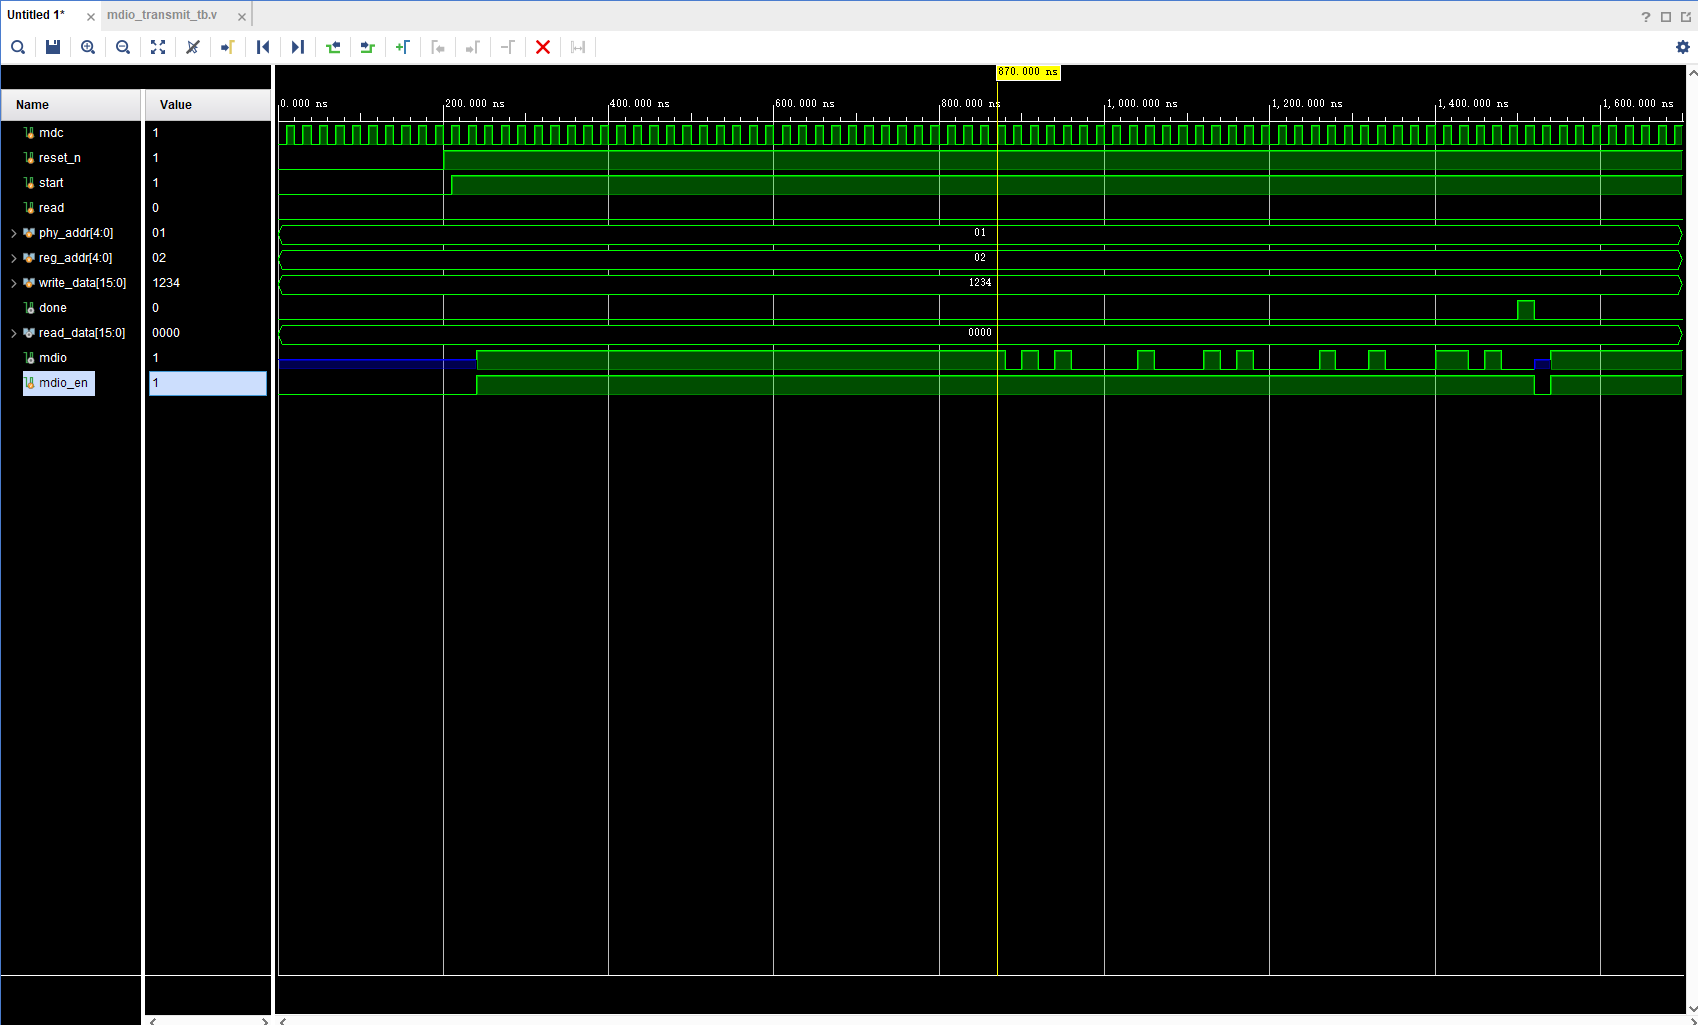 Untitled 1* × mdio_transmit_tb.v ×
?
870.000 ns
Name Value
0.000 ns 200.000 ns 400.000 ns 600.000 ns 800.000 ns 1,000.000 ns 1,200.000 ns 1,400.000 ns 1,600.000 ns
mdc 1
reset_n 1
start 1
read 0
phy_addr[4:0] 01 01
reg_addr[4:0] 02 02
write_data[15:0] 1234 1234
done 0
read_data[15:0] 0000 0000
mdio 1
mdio_en 1